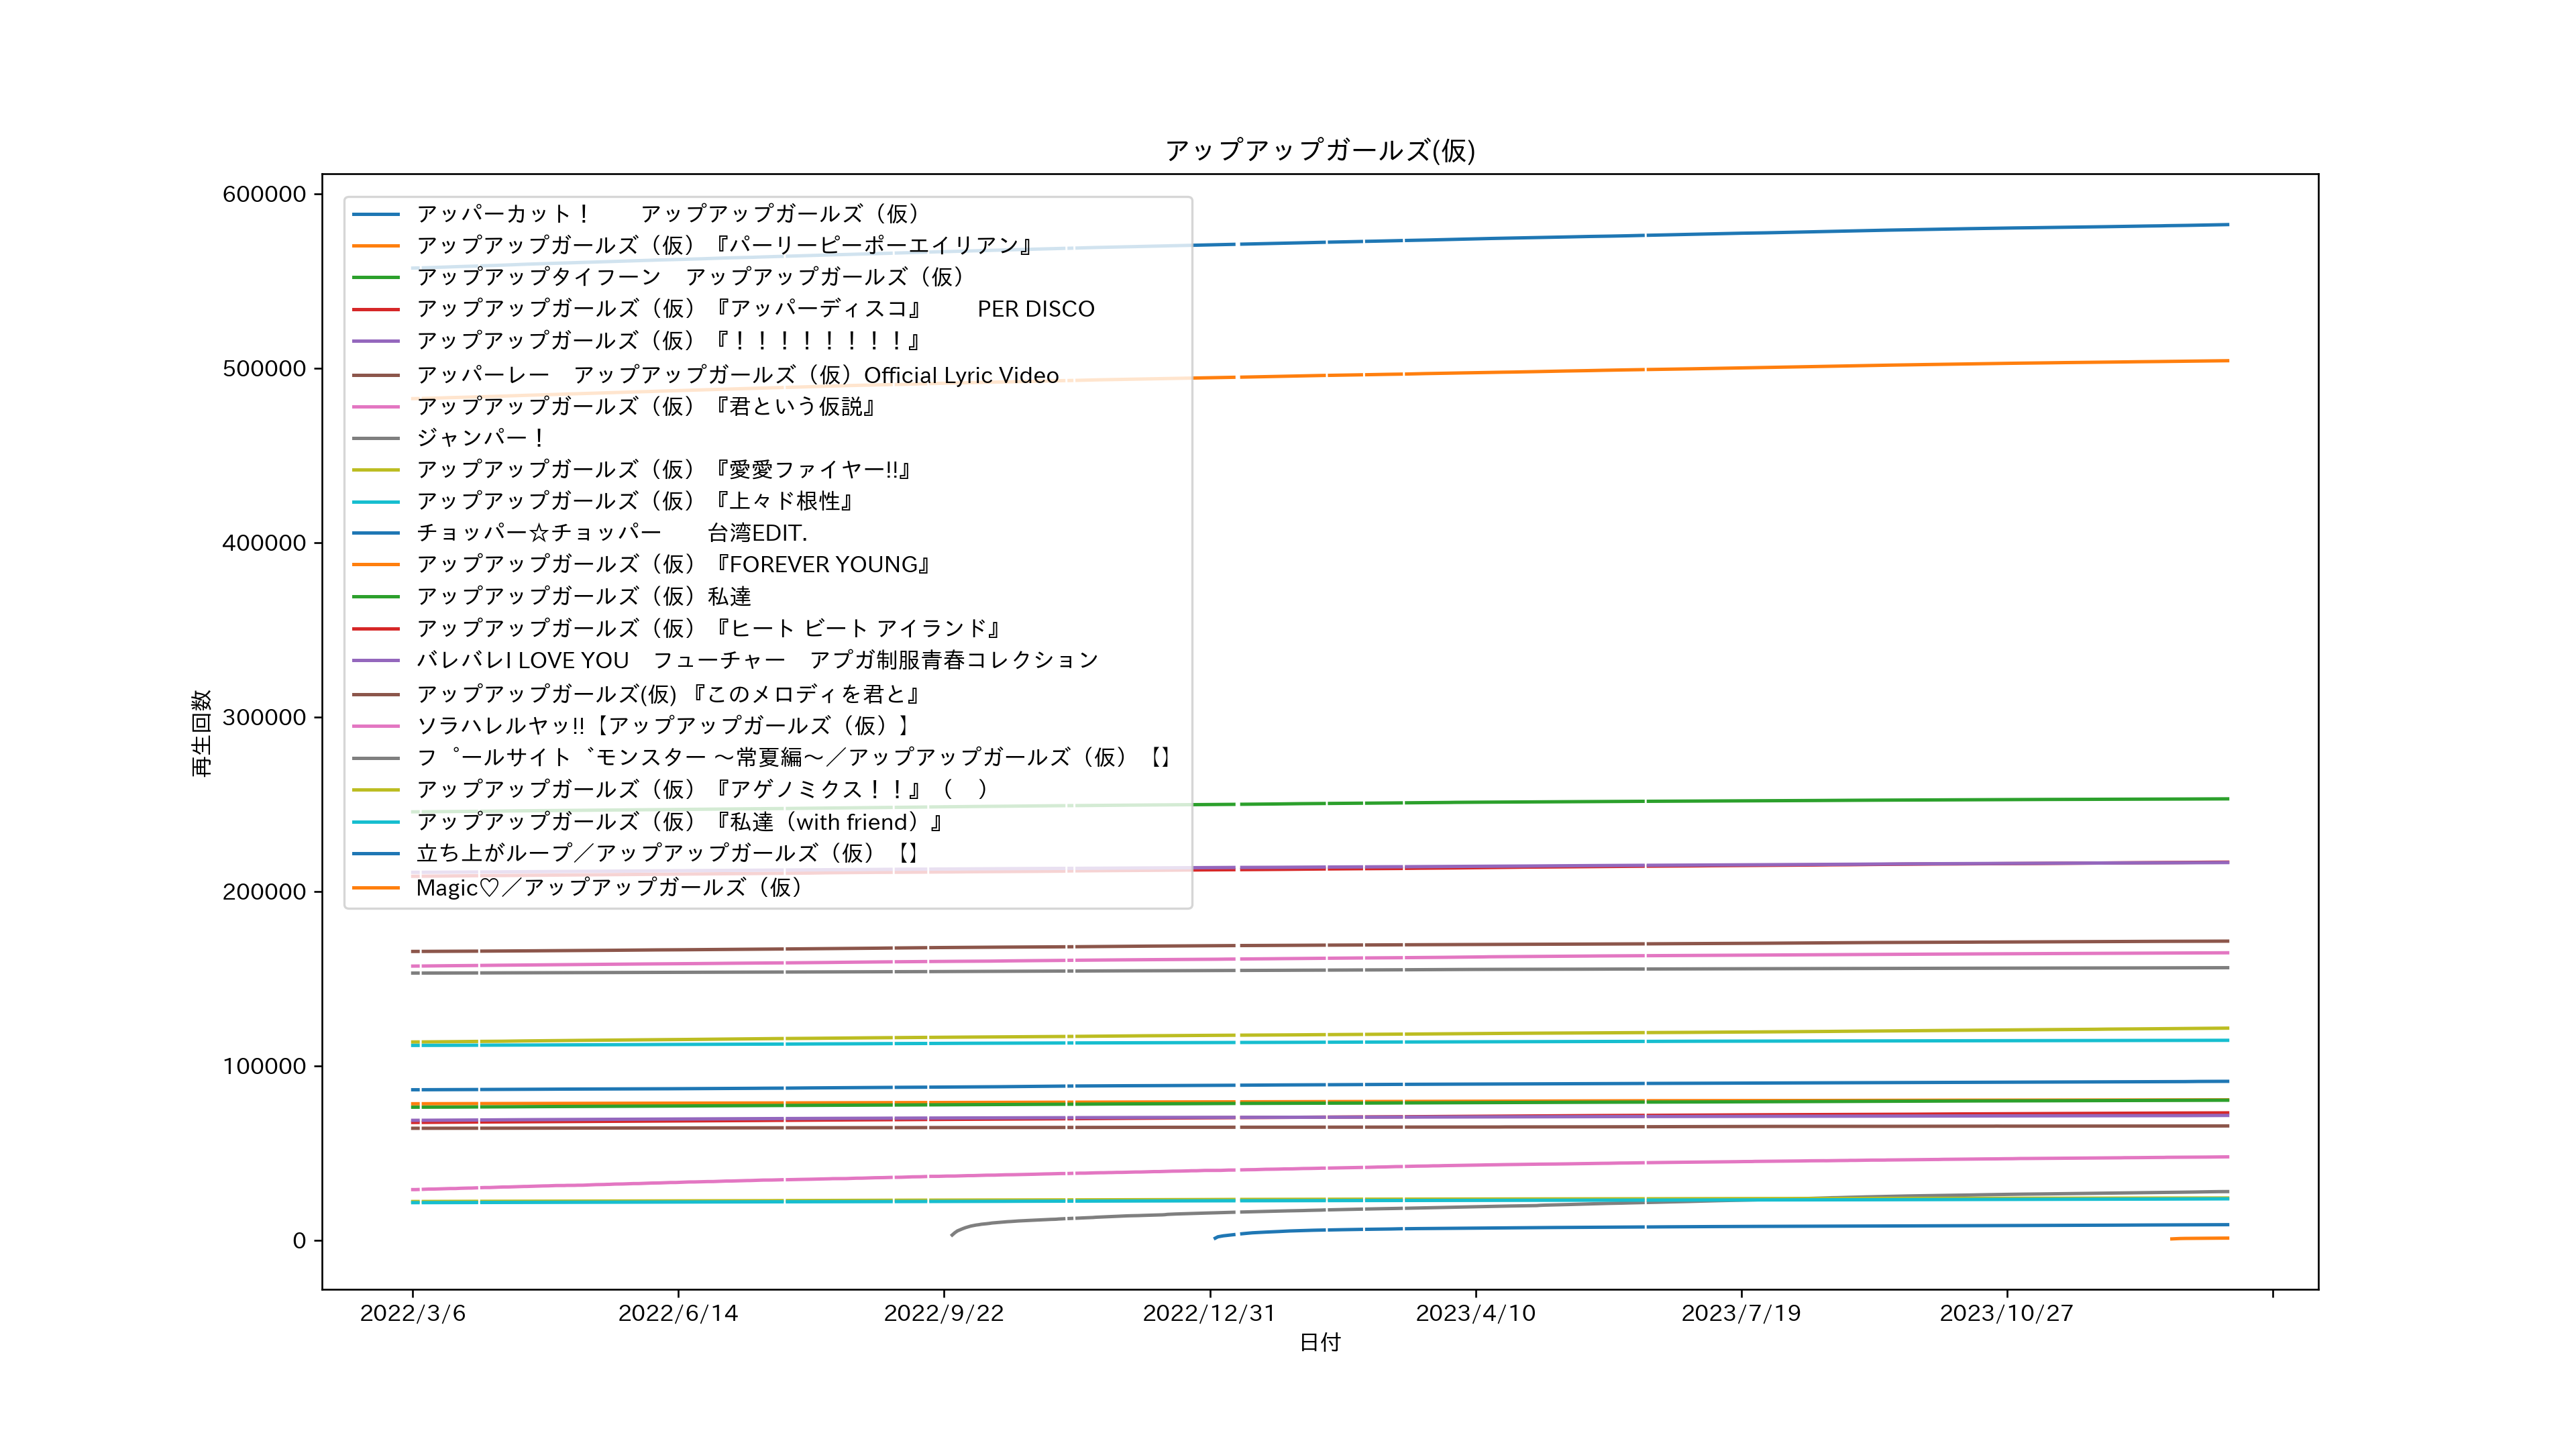 アップアップガールズ(仮)
600000
500000
400000
300000
200000
100000
0
再生回数
アッパーカット！　　アップアップガールズ（仮）
アップアップガールズ（仮）『パーリーピーポーエイリアン』
アップアップタイフーン　アップアップガールズ（仮）
アップアップガールズ（仮）『アッパーディスコ』　　PER DISCO
アップアップガールズ（仮）『！！！！！！！！』
アッパーレー　アップアップガールズ（仮）Official Lyric Video
アップアップガールズ（仮）『君という仮説』
ジャンパー！
アップアップガールズ（仮）『愛愛ファイヤー!!』
アップアップガールズ（仮）『上々ド根性』
チョッパー☆チョッパー　　台湾EDIT.
アップアップガールズ（仮）『FOREVER YOUNG』
アップアップガールズ（仮）私達
アップアップガールズ（仮）『ヒート ビート アイランド』
バレバレI LOVE YOU　フューチャー　アプガ制服青春コレクション
アップアップガールズ(仮) 『このメロディを君と』
ソラハレルヤッ!!【アップアップガールズ（仮）】
フ゜ールサイト゛モンスター ～常夏編～／アップアップガールズ（仮）【】
アップアップガールズ（仮）『アゲノミクス！！』（　）
アップアップガールズ（仮）『私達（with friend）』
立ち上がループ／アップアップガールズ（仮）【】
Magic♡／アップアップガールズ（仮）
2022/3/6
2022/6/14
2022/9/22
2022/12/31
2023/4/10
2023/7/19
2023/10/27
日付